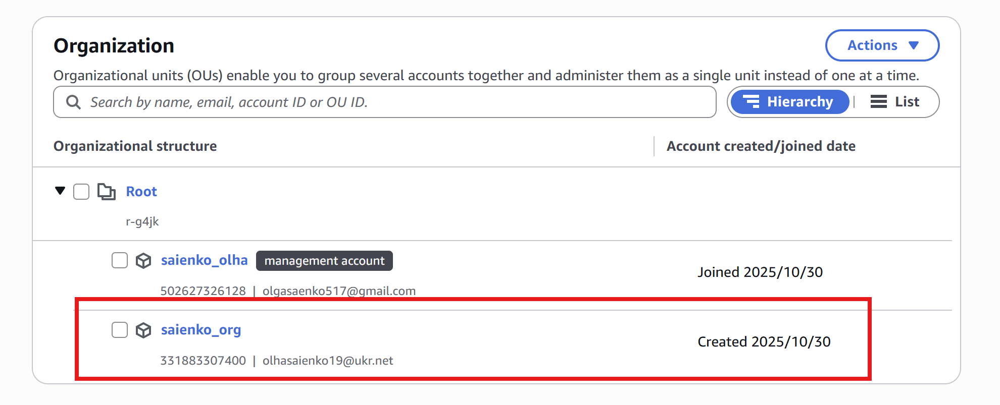 Organization
Actions
Organizational units (OUs) enable you to group several accounts together and administer them as a single unit instead of one at a time.
Search by name, email, account ID or OU ID.
Hierarchy | List
Organizational structure
Account created/joined date
Root
r-g4jk
saienko_olha management account
Joined 2025/10/30
502627326128 | olgasaenko517@gmail.com
saienko_org
Created 2025/10/30
331883307400 | olhasaienko19@ukr.net